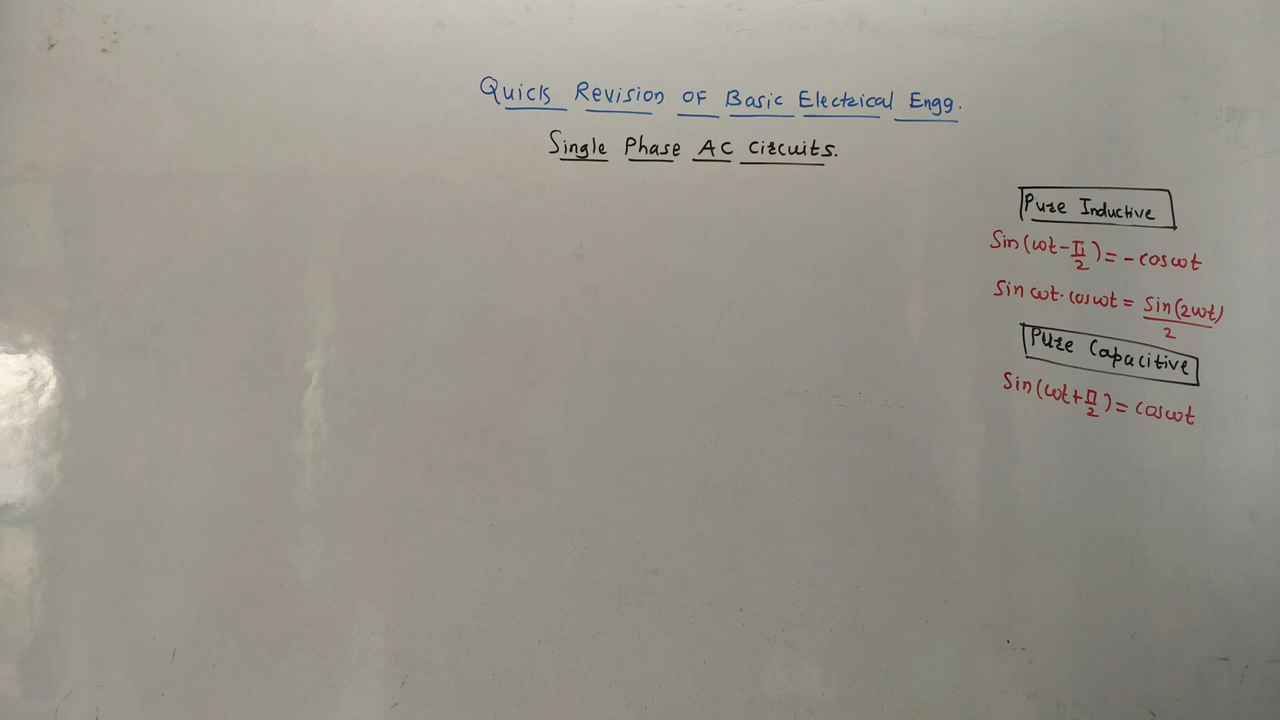 Quick Revision OF Basic Electrical Engg.
Single Phase AC Circuits.
Pure Inductive
Sin(ωt-π/2) = -cosωt
Sin ωt·cosωt = Sin(2ωt)/2
Pure Capacitive
Sin(ωt+π/2) = cosωt